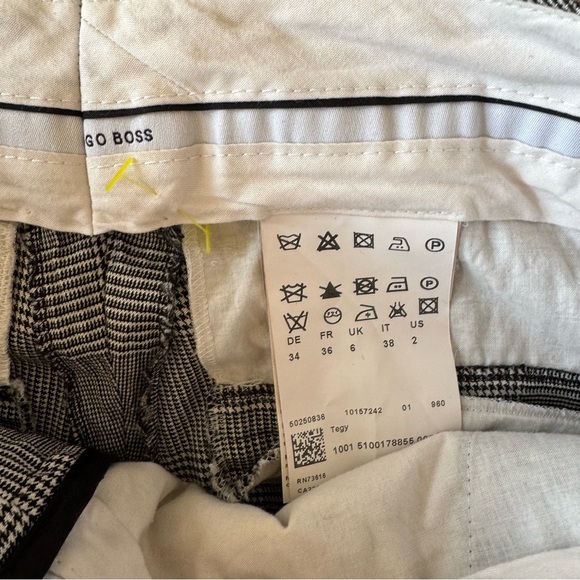 GO BOSS
P
P
DE FR UK IT US
34 36 6 38 2
50250836 10157242 01 960
Tegy
1001 5100178855
RN73616